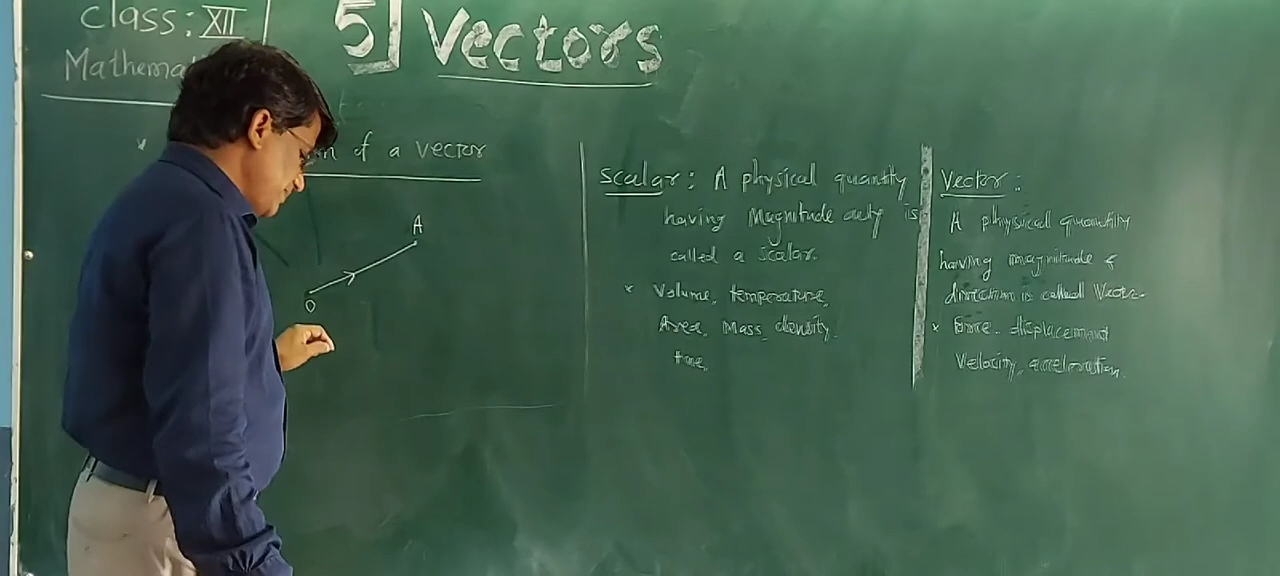 class: XII
Mathema
5] Vectors
n of a vector
A
O
scalar: A physical quantity
having Magnitude only is
called a scalar.
* Volume, temperature,
Area, Mass, density.
time,
Vector:
A physical quantity
having magnitude &
direction is called Vector.
* Force. displacement
Velocity, acceleration.